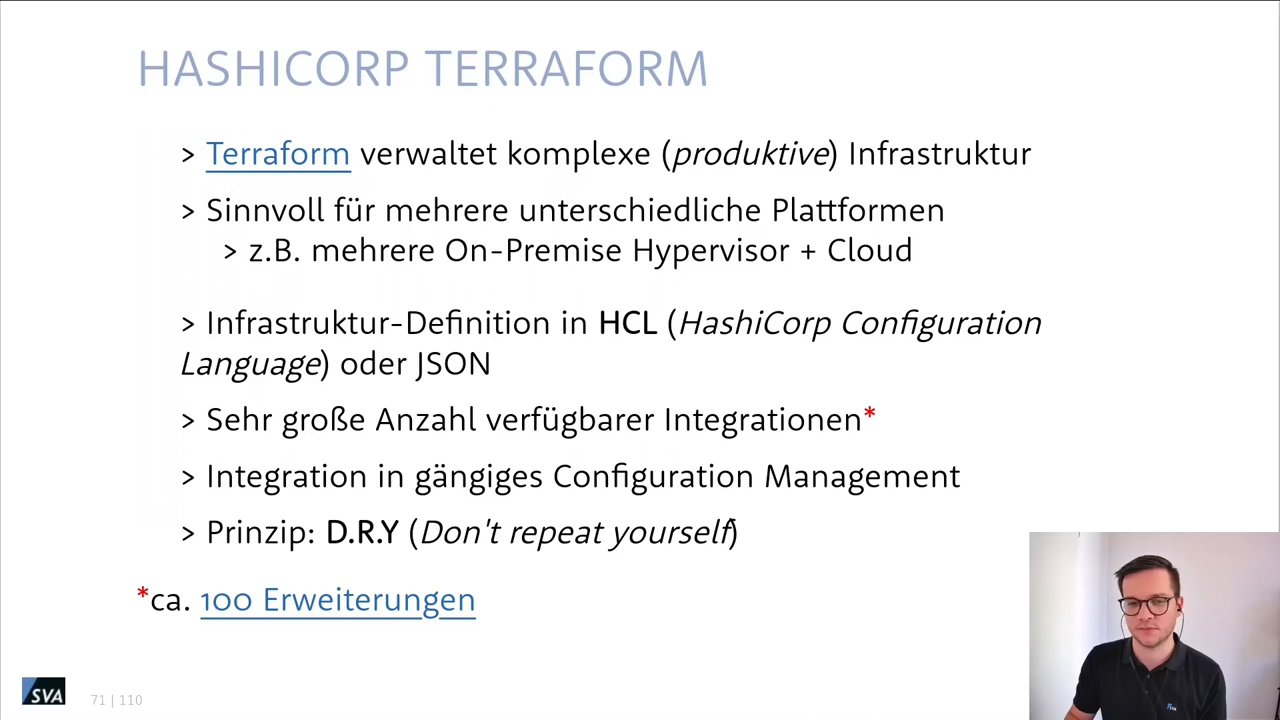 HASHICORP TERRAFORM
> Terraform verwaltet komplexe (produktive) Infrastruktur
> Sinnvoll für mehrere unterschiedliche Plattformen
> z.B. mehrere On-Premise Hypervisor + Cloud
> Infrastruktur-Definition in HCL (HashiCorp Configuration
Language) oder JSON
> Sehr große Anzahl verfügbarer Integrationen*
> Integration in gängiges Configuration Management
> Prinzip: D.R.Y (Don't repeat yourself)
*ca. 100 Erweiterungen
SVA
71 | 110